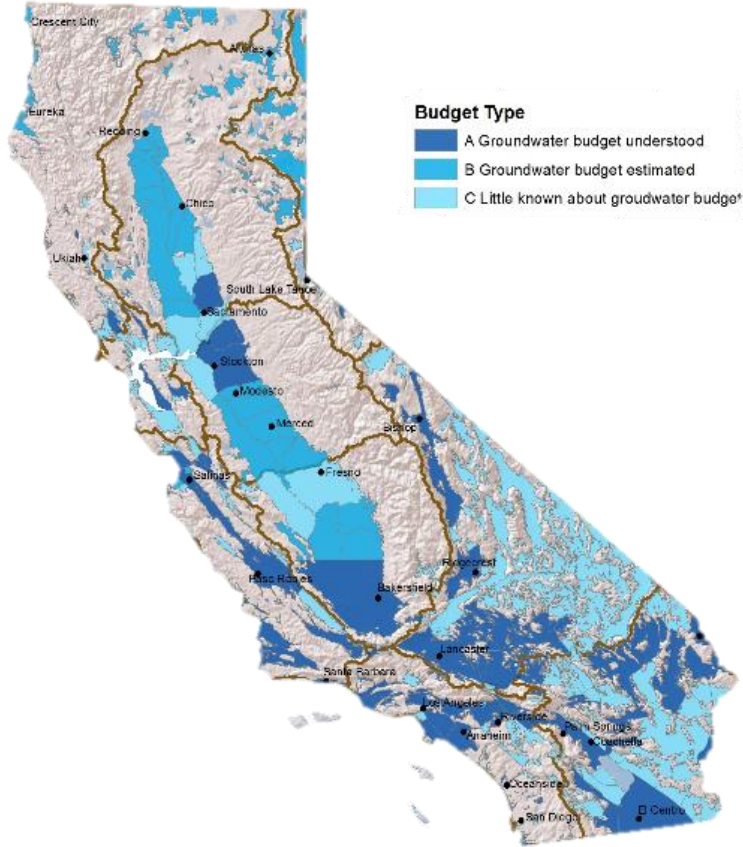 Crescent City
Alturas
Budget Type
Eureka
Redding
A Groundwater budget understood
B Groundwater budget estimated
C Little known about groudwater budget*
Chico
Ukiah
South Lake Tahoe
Sacramento
Stockton
Modesto
Merced
Bishop
Fresno
Salinas
Ridgecrest
Paso Robles
Bakersfield
Lancaster
Santa Barbara
Los Angeles
Riverside
Palm Springs
Anaheim
Coachella
Oceanside
El Centro
San Diego